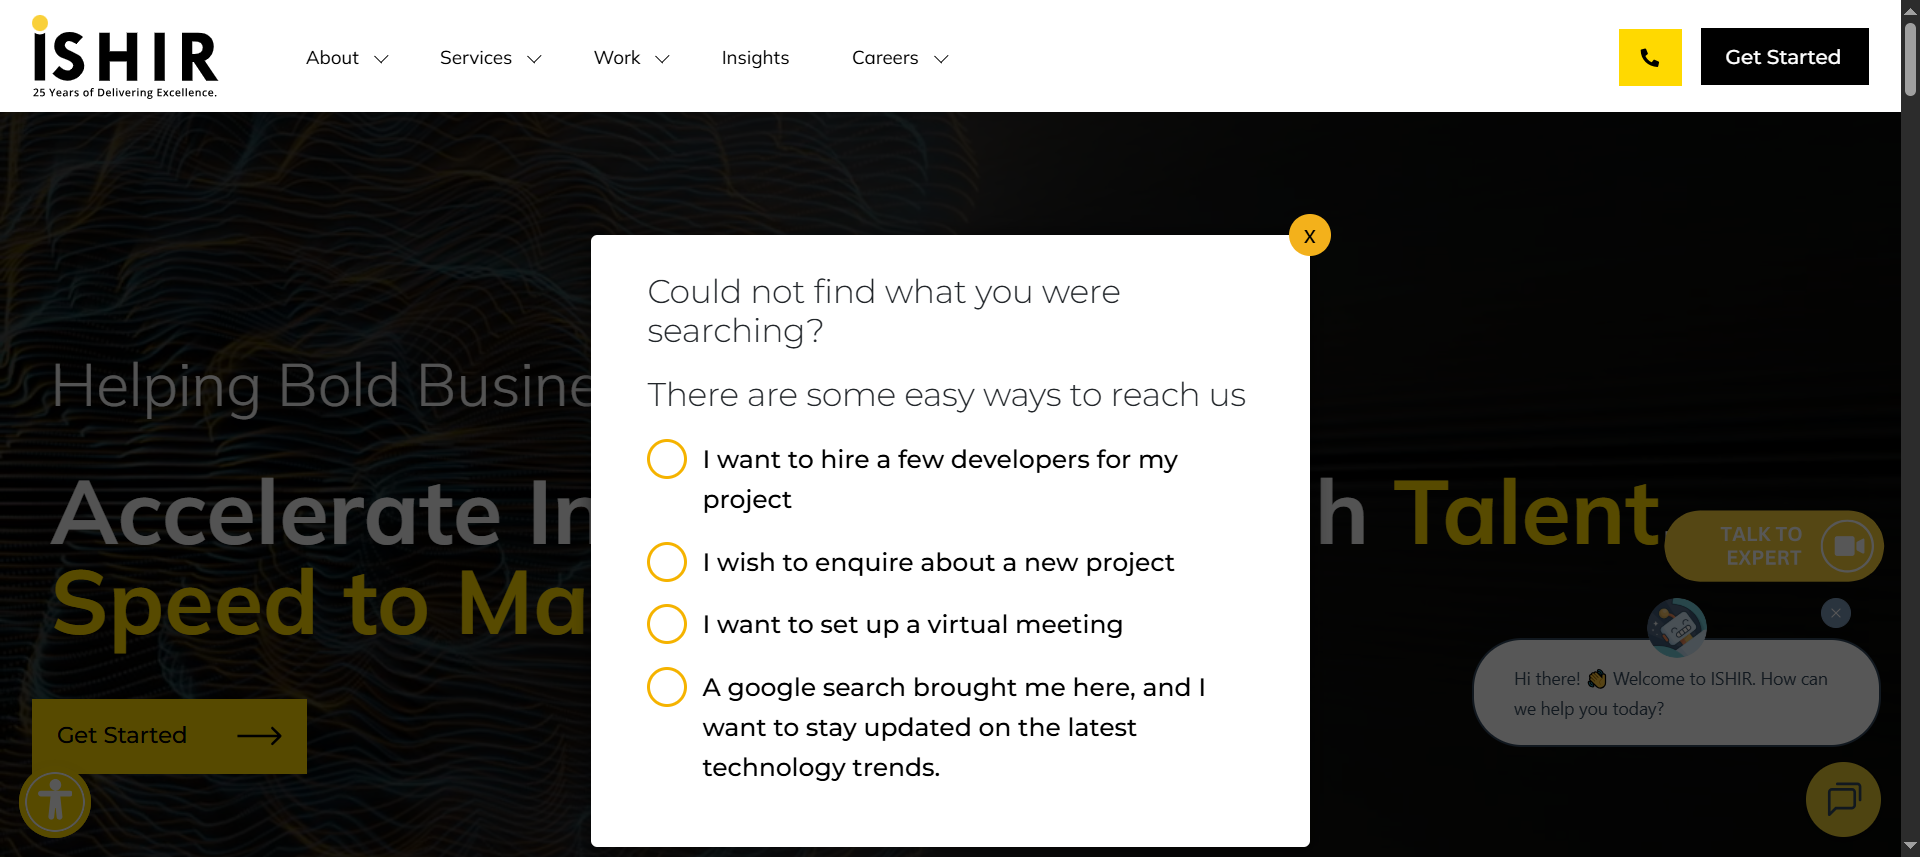 ISHIR
25 Years of Delivering Excellence.
About
Services
Work
Insights
Careers
Get Started
X
Could not find what you were
searching?
There are some easy ways to reach us
I want to hire a few developers for my
project
I wish to enquire about a new project
I want to set up a virtual meeting
A google search brought me here, and I
want to stay updated on the latest
technology trends.
Helping Bold
Accelerate
Talent
Speed to
Get Started
TALK TO
EXPERT
Hi there! 👋 Welcome to ISHIR. How can
we help you today?